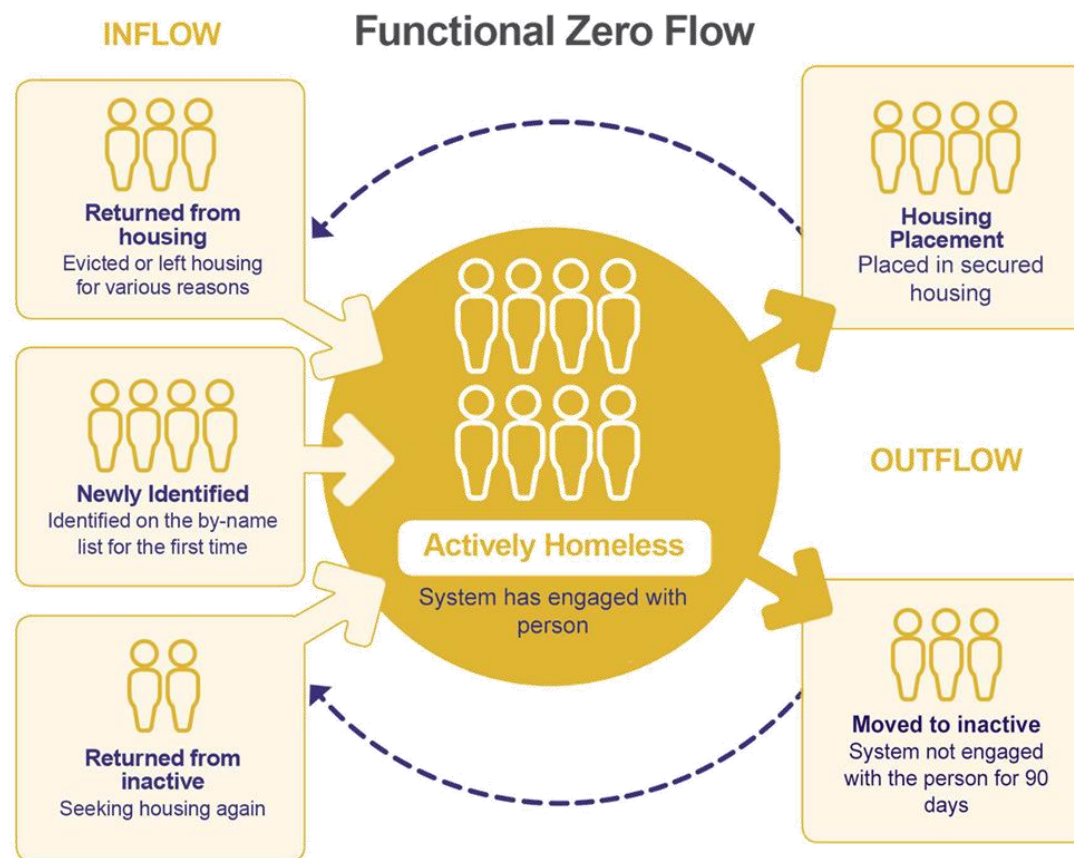 INFLOW
Functional Zero Flow
Returned from
housing
Evicted or left housing
for various reasons
Newly Identified
Identified on the by-name
list for the first time
Returned from
inactive
Seeking housing again
Actively Homeless
System has engaged with
person
Housing
Placement
Placed in secured
housing
OUTFLOW
Moved to inactive
System not engaged
with the person for 90
days